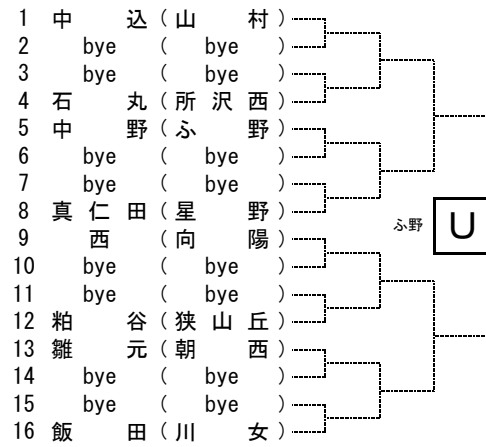 1 中 込 ( 山 村 )
2 bye ( bye )
3 bye ( bye )
4 石 丸 ( 所 沢 西 )
5 中 野 ( ふ 野 )
6 bye ( bye )
7 bye ( bye )
8 真 仁 田 ( 星 野 )
ふ野 U
9 西 ( 向 陽 )
10 bye ( bye )
11 bye ( bye )
12 粕 谷 ( 狭 山 丘 )
13 雛 元 ( 朝 西 )
14 bye ( bye )
15 bye ( bye )
16 飯 田 ( 川 女 )